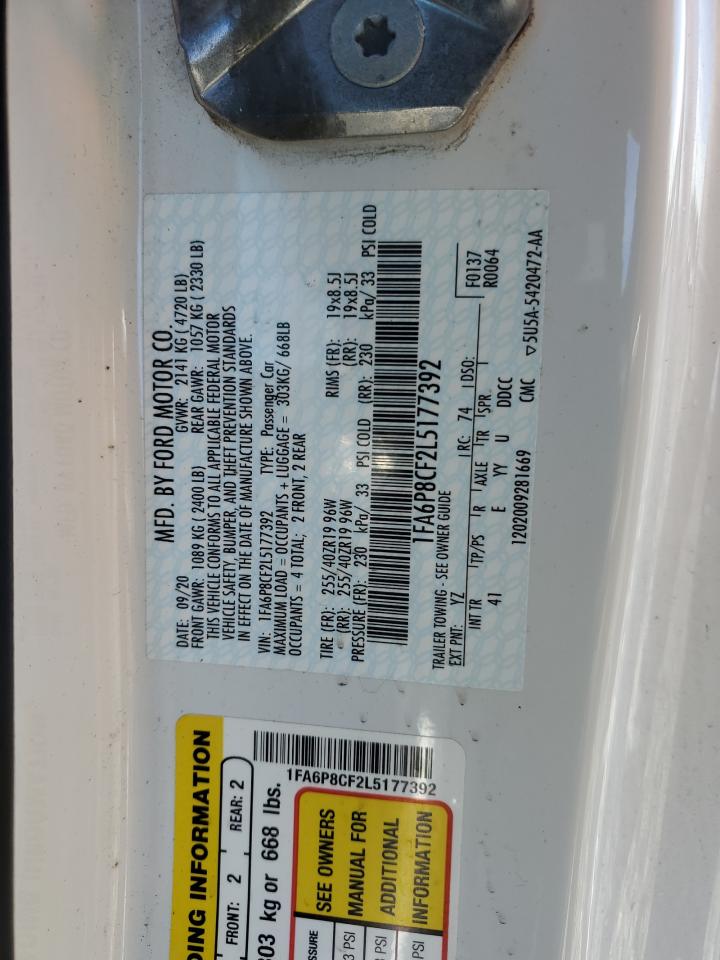 MFD. BY FORD MOTOR CO.
DATE: 09/20 GVWR: 2141 KG ( 4720 LB)
FRONT GAWR: 1089 KG ( 2400 LB) REAR GAWR: 1057 KG ( 2330 LB)
THIS VEHICLE CONFORMS TO ALL APPLICABLE FEDERAL MOTOR
VEHICLE SAFETY, BUMPER, AND THEFT PREVENTION STANDARDS
IN EFFECT ON THE DATE OF MANUFACTURE SHOWN ABOVE.
VIN: 1FA6P8CF2L5177392 TYPE: Passenger Car
MAXIMUM LOAD = OCCUPANTS + LUGGAGE = 303KG/ 668LB
OCCUPANTS = 4 TOTAL; 2 FRONT, 2 REAR
TIRE (FR): 255/40ZR19 96W RIMS (FR): 19x8.5J
(RR): 255/40ZR19 96W (RR): 19x8.5J
PRESSURE (FR): 230 kPa/ 33 PSI COLD (RR): 230 kPa/ 33 PSI COLD
1FA6P8CF2L5177392
TRAILER TOWING - SEE OWNER GUIDE
EXT PNT: YZ RC: 74 DSO: F0137
R0064
INT TR TP/PS R AXLE TR SPR
41 E YY U DDCC
1202009281669 CMC ▽5U5A-5420472-AA
DING INFORMATION
FRONT: 2 REAR: 2
303 kg or 668 lbs.
1FA6P8CF2L5177392
SSURE
3 PSI
PSI
PSI
SEE OWNERS
MANUAL FOR
ADDITIONAL
INFORMATION